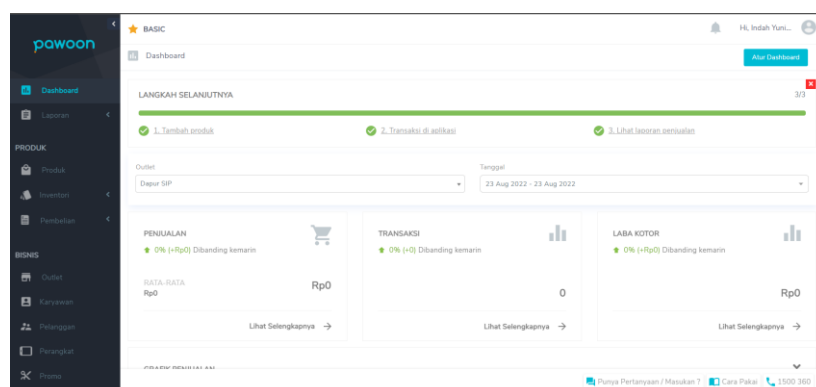 pawoon
BASIC
Hi, Indah Yuni...
Dashboard
Atur Dashboard
Dashboard
Laporan
PRODUK
Produk
Inventori
Pembelian
BISNIS
Outlet
Karyawan
Pelanggan
Perangkat
Promo
LANGKAH SELANJUTNYA
3/3
1. Tambah produk
2. Transaksi di aplikasi
3. Lihat laporan penjualan
Outlet
Dapur SIP
Tanggal
23 Aug 2022 - 23 Aug 2022
PENJUALAN
0% (+Rp0) Dibanding kemarin
RATA-RATA
Rp0
Rp0
Lihat Selengkapnya
TRANSAKSI
0% (+0) Dibanding kemarin
0
Lihat Selengkapnya
LABA KOTOR
0% (+Rp0) Dibanding kemarin
Rp0
Lihat Selengkapnya
GRAFIK PENJUALAN
Punya Pertanyaan / Masukan ?
Cara Pakai
1500 360